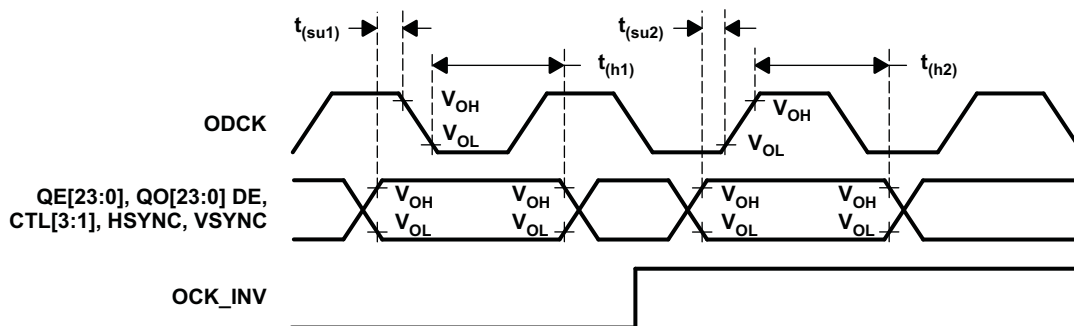 t(su1)
t(su2)
t(h1)
t(h2)
ODCK
VOH
VOL
VOH
VOL
QE[23:0], QO[23:0] DE,
CTL[3:1], HSYNC, VSYNC
VOH
VOH
VOH
VOH
VOL
VOL
VOL
VOL
OCK_INV